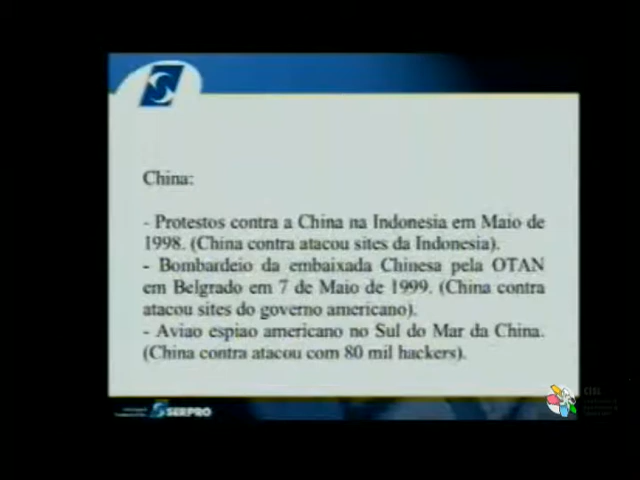 China:
- Protestos contra a China na Indonesia em Maio de
1998. (China contra atacou sites da Indonesia).
- Bombardeio da embaixada Chinesa pela OTAN
em Belgrado em 7 de Maio de 1999. (China contra
atacou sites do governo americano).
- Aviao espiao americano no Sul do Mar da China.
(China contra atacou com 80 mil hackers).
SERPRO